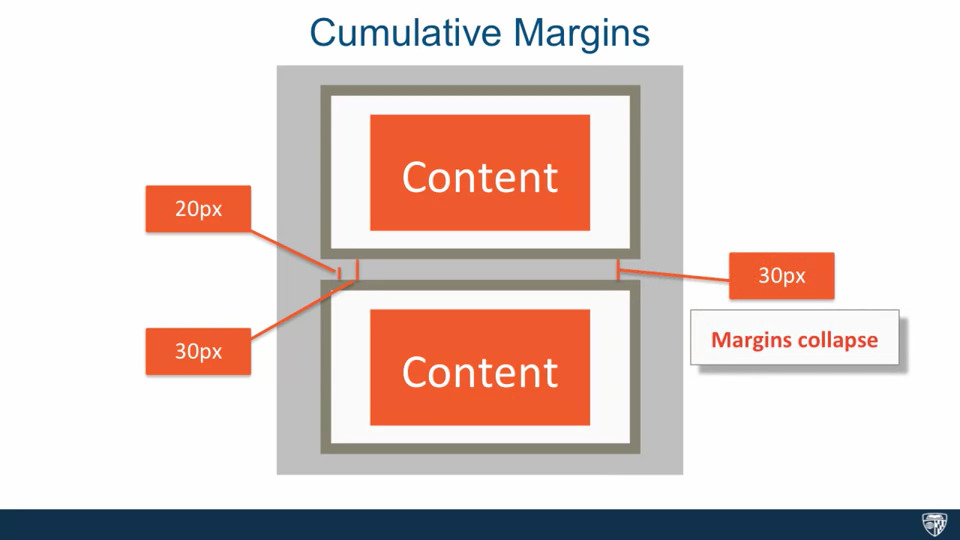 Cumulative Margins
Content
20px
30px
30px
Margins collapse
Content